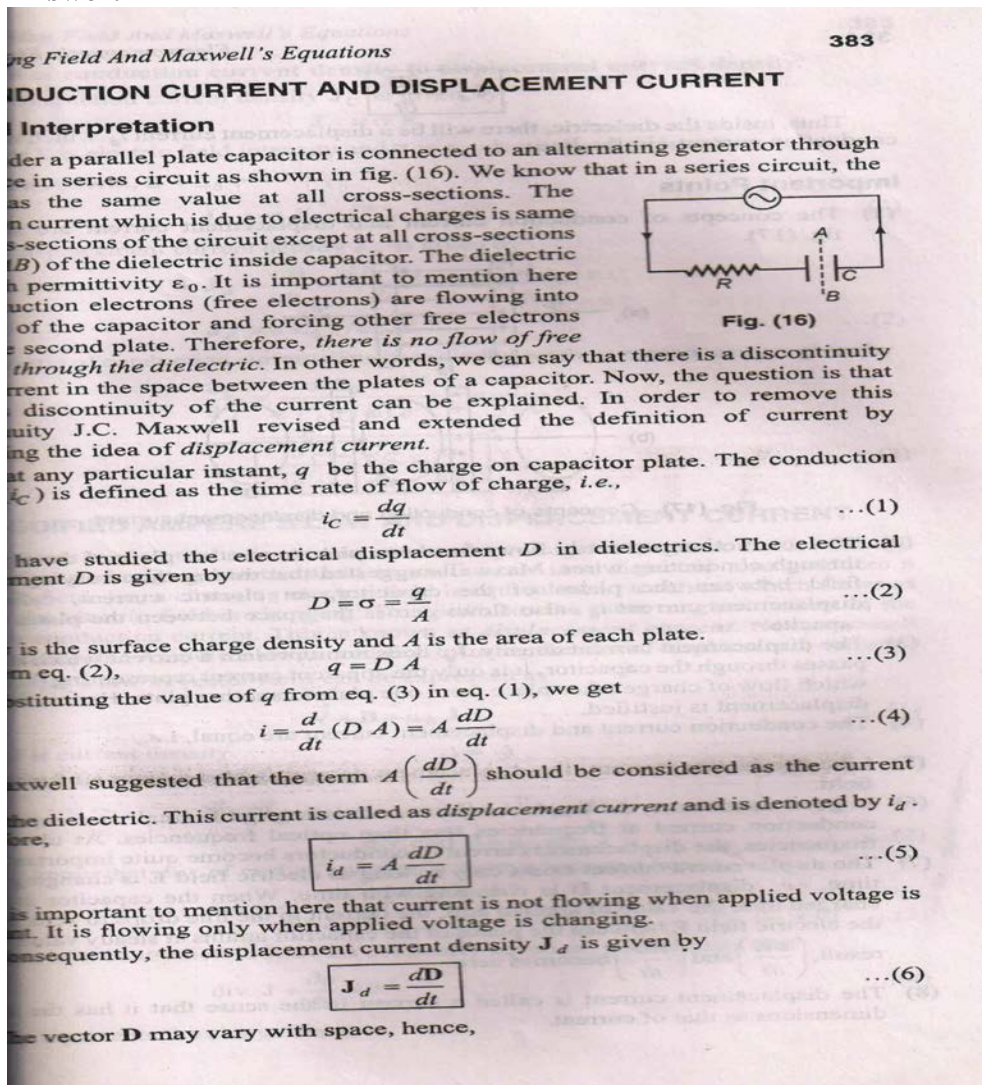 ng Field And Maxwell's Equations
383
DUCTION CURRENT AND DISPLACEMENT CURRENT
Interpretation
der a parallel plate capacitor is connected to an alternating generator through
e in series circuit as shown in fig. (16). We know that in a series circuit, the
as the same value at all cross-sections. The
n current which is due to electrical charges is same
s-sections of the circuit except at all cross-sections
B) of the dielectric inside capacitor. The dielectric
h permittivity ε₀. It is important to mention here
uction electrons (free electrons) are flowing into
of the capacitor and forcing other free electrons
second plate. Therefore, there is no flow of free
A
R
C
B
Fig. (16)
through the dielectric. In other words, we can say that there is a discontinuity
rrent in the space between the plates of a capacitor. Now, the question is that
discontinuity of the current can be explained. In order to remove this
uity J.C. Maxwell revised and extended the definition of current by
ng the idea of displacement current.
at any particular instant, q be the charge on capacitor plate. The conduction
i_C) is defined as the time rate of flow of charge, i.e.,
i_C = dq/dt ...(1)
have studied the electrical displacement D in dielectrics. The electrical
ment D is given by
D = σ = q/A ...(2)
is the surface charge density and A is the area of each plate.
m eq. (2), q = D A ...(3)
stituting the value of q from eq. (3) in eq. (1), we get
i = d/dt (D A) = A dD/dt ...(4)
xwell suggested that the term A(dD/dt) should be considered as the current
he dielectric. This current is called as displacement current and is denoted by i_d.
ore,
i_d = A dD/dt ...(5)
is important to mention here that current is not flowing when applied voltage is
nt. It is flowing only when applied voltage is changing.
onsequently, the displacement current density J_d is given by
J_d = dD/dt ...(6)
he vector D may vary with space, hence,